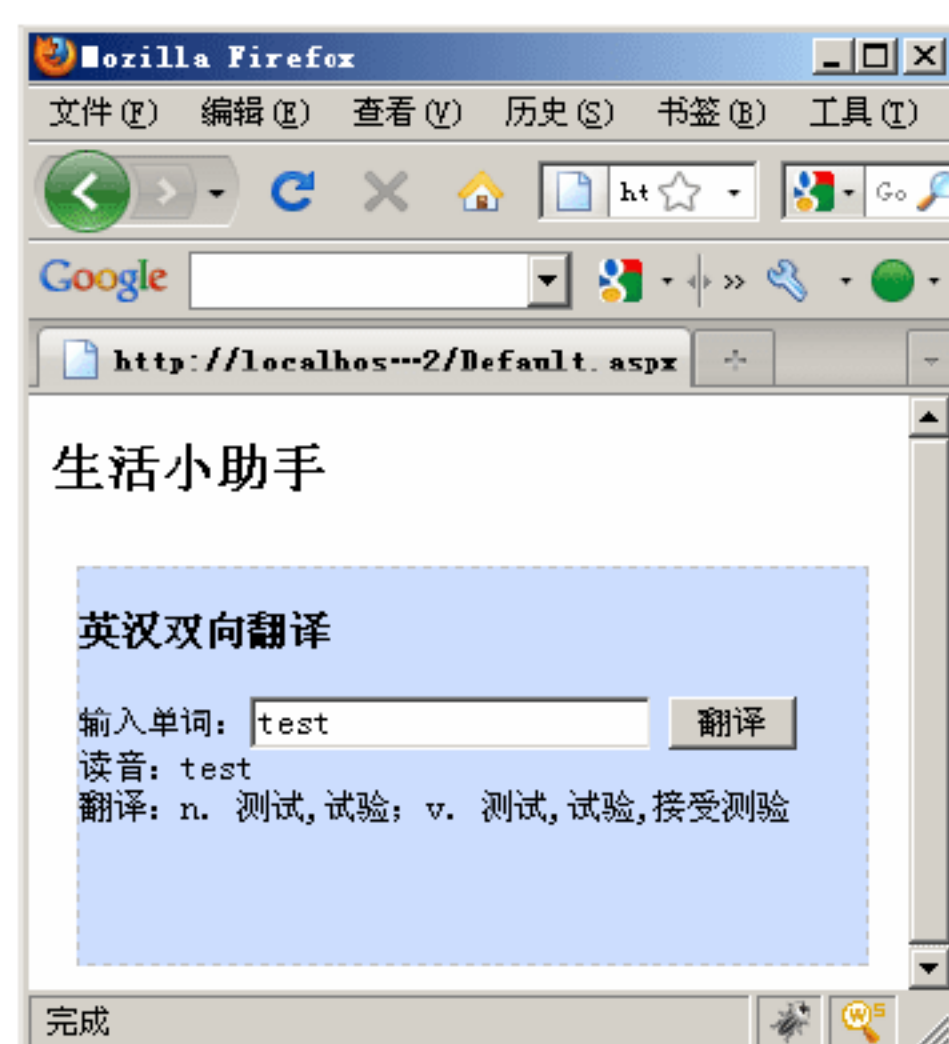 Mozilla Firefox
文件(F) 编辑(E) 查看(V) 历史(S) 书签(B) 工具(T)
ht Go
Google
http://localhos…2/Default.aspx
生活小助手
英汉双向翻译
输入单词: test 翻译
读音: test
翻译: n. 测试,试验; v. 测试,试验,接受测验
完成